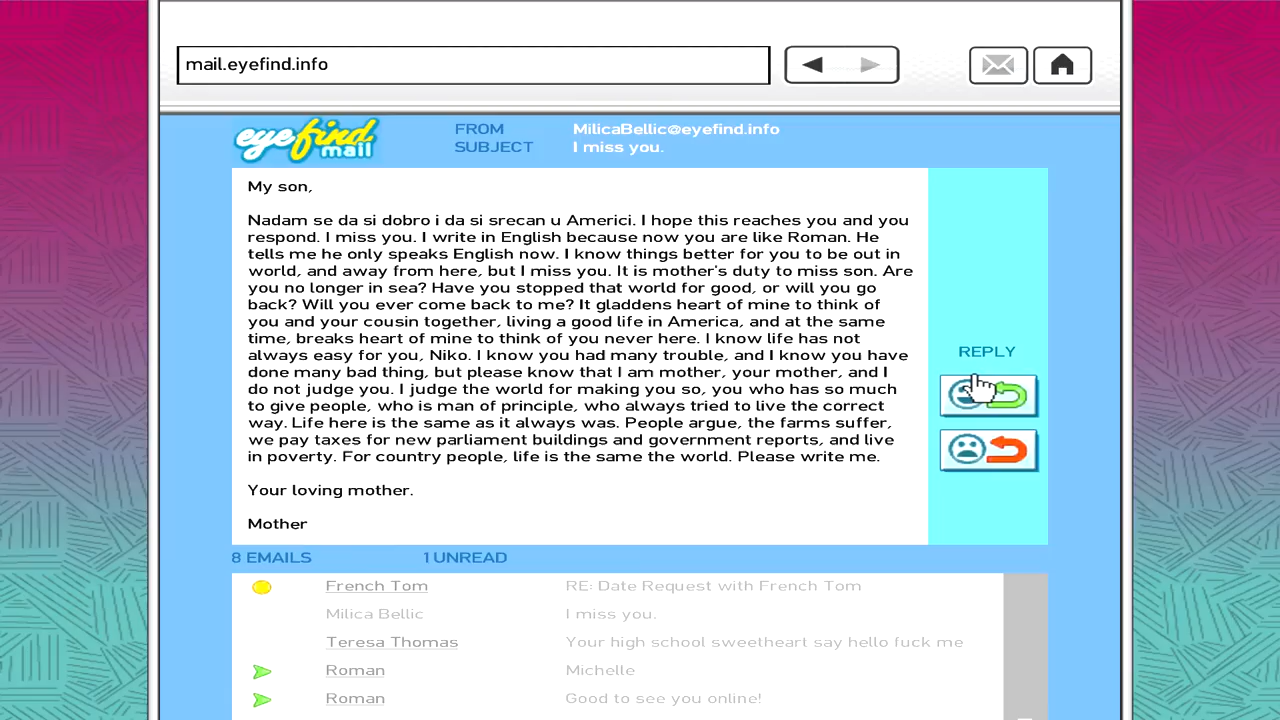 mail.eyefind.info
eyefind mail
FROM MilicaBellic@eyefind.info
SUBJECT I miss you.
My son,
Nadam se da si dobro i da si srecan u Americi. I hope this reaches you and you
respond. I miss you. I write in English because now you are like Roman. He
tells me he only speaks English now. I know things better for you to be out in
world, and away from here, but I miss you. It is mother's duty to miss son. Are
you no longer in sea? Have you stopped that world for good, or will you go
back? Will you ever come back to me? It gladdens heart of mine to think of
you and your cousin together, living a good life in America, and at the same
time, breaks heart of mine to think of you never here. I know life has not
always easy for you, Niko. I know you had many trouble, and I know you have
done many bad thing, but please know that I am mother, your mother, and I
do not judge you. I judge the world for making you so, you who has so much
to give people, who is man of principle, who always tried to live the correct
way. Life here is the same as it always was. People argue, the farms suffer,
we pay taxes for new parliament buildings and government reports, and live
in poverty. For country people, life is the same the world. Please write me.
Your loving mother.
Mother
REPLY
8 EMAILS 1 UNREAD
French Tom RE: Date Request with French Tom
Milica Bellic I miss you.
Teresa Thomas Your high school sweetheart say hello fuck me
Roman Michelle
Roman Good to see you online!